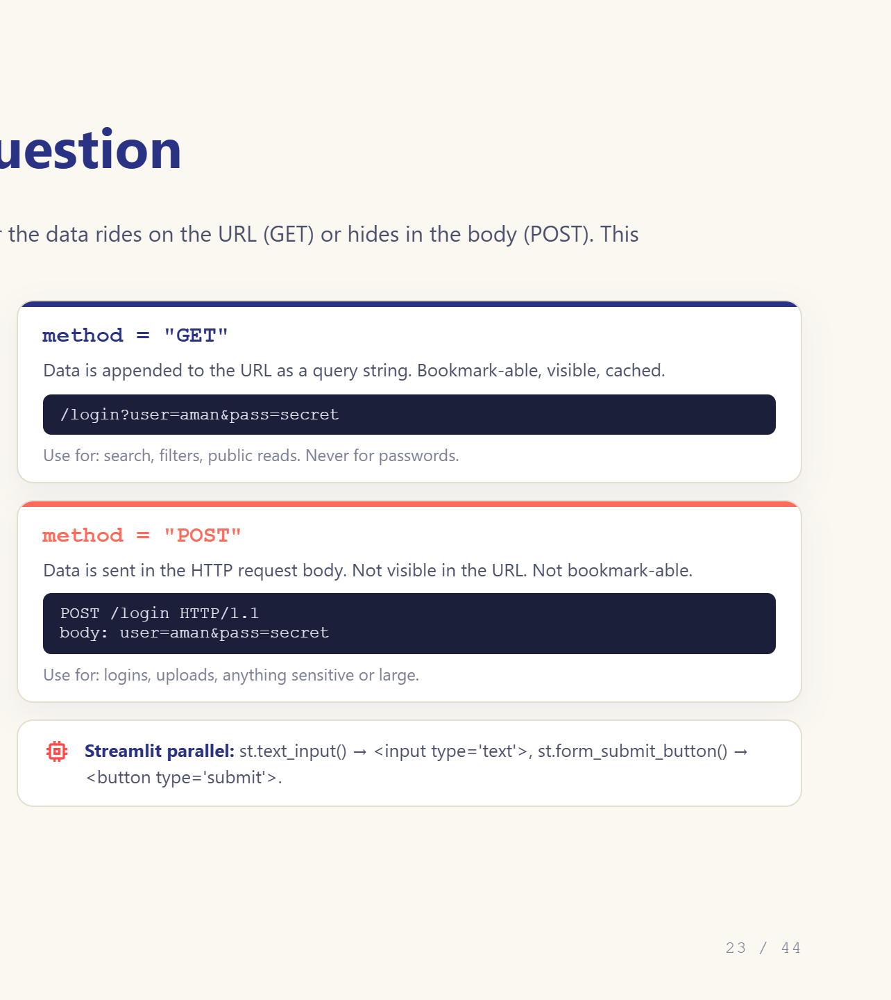 uestion
the data rides on the URL (GET) or hides in the body (POST). This
method = "GET"
Data is appended to the URL as a query string. Bookmark-able, visible, cached.
/login?user=aman&pass=secret
Use for: search, filters, public reads. Never for passwords.
method = "POST"
Data is sent in the HTTP request body. Not visible in the URL. Not bookmark-able.
POST /login HTTP/1.1
body: user=aman&pass=secret
Use for: logins, uploads, anything sensitive or large.
Streamlit parallel: st.text_input() → <input type='text'>, st.form_submit_button() →
<button type='submit'>.
23 / 44